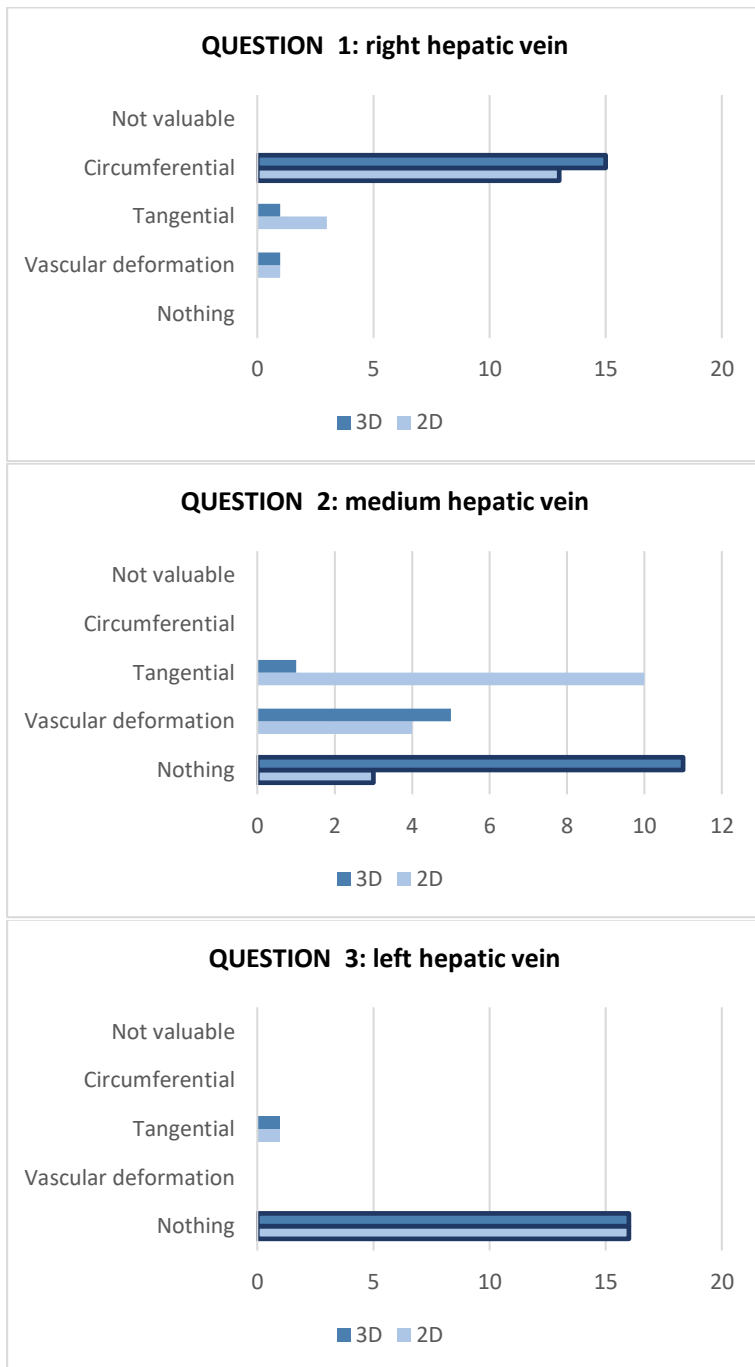 QUESTION 1: right hepatic vein
Not valuable
Circumferential
Tangential
Vascular deformation
Nothing
0 5 10 15 20
3D 2D
QUESTION 2: medium hepatic vein
Not valuable
Circumferential
Tangential
Vascular deformation
Nothing
0 2 4 6 8 10 12
3D 2D
QUESTION 3: left hepatic vein
Not valuable
Circumferential
Tangential
Vascular deformation
Nothing
0 5 10 15 20
3D 2D